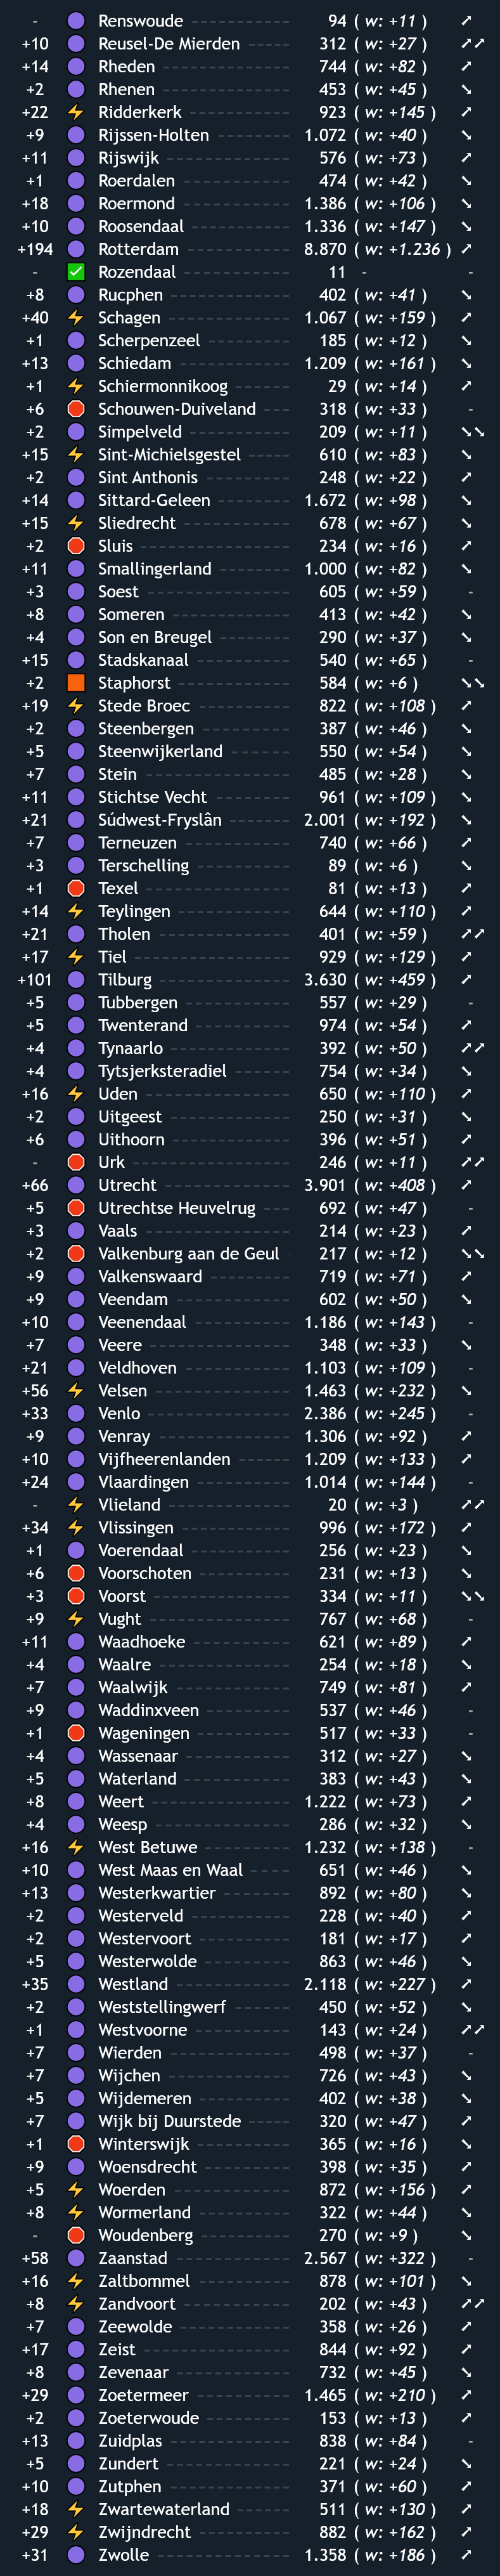 - Renswoude 94 ( w: +11 ) ↗
+10 Reusel-De Mierden 312 ( w: +27 ) ↗↗
+14 Rheden 744 ( w: +82 ) ↗
+2 Rhenen 453 ( w: +45 ) ↘
+22 ⚡ Ridderkerk 923 ( w: +145 ) ↗
+9 Rijssen-Holten 1.072 ( w: +40 ) ↘
+11 Rijswijk 576 ( w: +73 ) ↗
+1 Roerdalen 474 ( w: +42 ) ↘
+18 Roermond 1.386 ( w: +106 ) ↘
+10 Roosendaal 1.336 ( w: +147 ) ↘
+194 Rotterdam 8.870 ( w: +1.236 ) ↗
- Rozendaal 11 - -
+8 Rucphen 402 ( w: +41 ) ↘
+40 ⚡ Schagen 1.067 ( w: +159 ) ↗
+1 Scherpenzeel 185 ( w: +12 ) ↘
+13 Schiedam 1.209 ( w: +161 ) ↘
+1 ⚡ Schiermonnikoog 29 ( w: +14 ) ↗
+6 Schouwen-Duiveland 318 ( w: +33 ) -
+2 Simpelveld 209 ( w: +11 ) ↘↘
+15 ⚡ Sint-Michielsgestel 610 ( w: +83 ) ↘
+2 Sint Anthonis 248 ( w: +22 ) ↗
+14 Sittard-Geleen 1.672 ( w: +98 ) ↘
+15 ⚡ Sliedrecht 678 ( w: +67 ) ↘
+2 Sluis 234 ( w: +16 ) ↗
+11 Smallingerland 1.000 ( w: +82 ) ↘
+3 Soest 605 ( w: +59 ) -
+8 Someren 413 ( w: +42 ) ↘
+4 Son en Breugel 290 ( w: +37 ) ↘
+15 Stadskanaal 540 ( w: +65 ) -
+2 Staphorst 584 ( w: +6 ) ↘↘
+19 ⚡ Stede Broec 822 ( w: +108 ) ↗
+2 Steenbergen 387 ( w: +46 ) ↘
+5 Steenwijkerland 550 ( w: +54 ) ↘
+7 Stein 485 ( w: +28 ) ↘
+11 Stichtse Vecht 961 ( w: +109 ) ↘
+21 Súdwest-Fryslân 2.001 ( w: +192 ) ↘
+7 Terneuzen 740 ( w: +66 ) ↗
+3 Terschelling 89 ( w: +6 ) ↘
+1 Texel 81 ( w: +13 ) ↗
+14 ⚡ Teylingen 644 ( w: +110 ) ↗
+21 Tholen 401 ( w: +59 ) ↗↗
+17 ⚡ Tiel 929 ( w: +129 ) ↗
+101 Tilburg 3.630 ( w: +459 ) ↗
+5 Tubbergen 557 ( w: +29 ) -
+5 Twenterand 974 ( w: +54 ) ↗
+4 Tynaarlo 392 ( w: +50 ) ↗↗
+4 Tytsjerksteradiel 754 ( w: +34 ) ↘
+16 ⚡ Uden 650 ( w: +110 ) ↗
+2 Uitgeest 250 ( w: +31 ) ↘
+6 Uithoorn 396 ( w: +51 ) ↗
- Urk 246 ( w: +11 ) ↗↗
+66 Utrecht 3.901 ( w: +408 ) ↗
+5 Utrechtse Heuvelrug 692 ( w: +47 ) -
+3 Vaals 214 ( w: +23 ) ↗
+2 Valkenburg aan de Geul 217 ( w: +12 ) ↘↘
+9 Valkenswaard 719 ( w: +71 ) ↗
+9 Veendam 602 ( w: +50 ) ↘
+10 Veenendaal 1.186 ( w: +143 ) -
+7 Veere 348 ( w: +33 ) ↘
+21 Veldhoven 1.103 ( w: +109 ) -
+56 ⚡ Velsen 1.463 ( w: +232 ) ↘
+33 Venlo 2.386 ( w: +245 ) -
+9 Venray 1.306 ( w: +92 ) ↗
+10 Vijfheerenlanden 1.209 ( w: +133 ) ↗
+24 Vlaardingen 1.014 ( w: +144 ) -
- ⚡ Vlieland 20 ( w: +3 ) ↗↗
+34 ⚡ Vlissingen 996 ( w: +172 ) ↗
+1 Voerendaal 256 ( w: +23 ) ↘
+6 Voorschoten 231 ( w: +13 ) ↘
+3 Voorst 334 ( w: +11 ) ↘↘
+9 ⚡ Vught 767 ( w: +68 ) -
+11 Waadhoeke 621 ( w: +89 ) ↗
+4 Waalre 254 ( w: +18 ) ↘
+7 Waalwijk 749 ( w: +81 ) ↗
+9 Waddinxveen 537 ( w: +46 ) -
+1 Wageningen 517 ( w: +33 ) -
+4 Wassenaar 312 ( w: +27 ) ↘
+5 Waterland 383 ( w: +43 ) ↘
+8 Weert 1.222 ( w: +73 ) ↗
+4 Weesp 286 ( w: +32 ) ↘
+16 ⚡ West Betuwe 1.232 ( w: +138 ) -
+10 West Maas en Waal 651 ( w: +46 ) ↘
+13 Westerkwartier 892 ( w: +80 ) ↘
+2 Westerveld 228 ( w: +40 ) ↗
+2 Westervoort 181 ( w: +17 ) ↗
+5 Westerwolde 863 ( w: +46 ) ↘
+35 Westland 2.118 ( w: +227 ) ↗
+2 Weststellingwerf 450 ( w: +52 ) ↘
+1 Westvoorne 143 ( w: +24 ) ↗↗
+7 Wierden 498 ( w: +37 ) -
+7 Wijchen 726 ( w: +43 ) ↘
+5 Wijdemeren 402 ( w: +38 ) ↘
+7 Wijk bij Duurstede 320 ( w: +47 ) ↗
+1 Winterswijk 365 ( w: +16 ) ↘
+9 Woensdrecht 398 ( w: +35 ) ↗
+5 ⚡ Woerden 872 ( w: +156 ) ↗
+8 ⚡ Wormerland 322 ( w: +44 ) ↘
- Woudenberg 270 ( w: +9 ) ↘
+58 Zaanstad 2.567 ( w: +322 ) -
+16 ⚡ Zaltbommel 878 ( w: +101 ) ↘
+8 ⚡ Zandvoort 202 ( w: +43 ) ↗↗
+7 Zeewolde 358 ( w: +26 ) ↗
+17 Zeist 844 ( w: +92 ) ↗
+8 Zevenaar 732 ( w: +45 ) ↘
+29 Zoetermeer 1.465 ( w: +210 ) ↗
+2 Zoeterwoude 153 ( w: +13 ) ↗
+13 Zuidplas 838 ( w: +84 ) -
+5 Zundert 221 ( w: +24 ) ↘
+10 Zutphen 371 ( w: +60 ) ↗
+18 ⚡ Zwartewaterland 511 ( w: +130 ) ↗
+29 ⚡ Zwijndrecht 882 ( w: +162 ) ↗
+31 Zwolle 1.358 ( w: +186 ) ↗